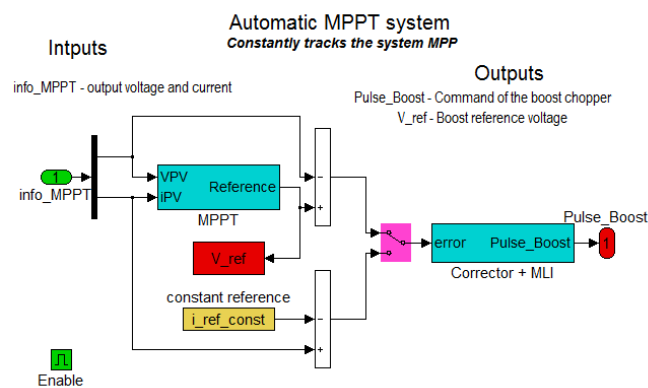 Automatic MPPT system
Constantly tracks the system MPP
Intputs
Outputs
info_MPPT - output voltage and current
Pulse_Boost - Command of the boost chopper
V_ref - Boost reference voltage
1
info_MPPT
VPV
iPV
Reference
MPPT
V_ref
constant reference
i_ref_const
−
+
−
+
error
Pulse_Boost
Corrector + MLI
Pulse_Boost
1
Enable